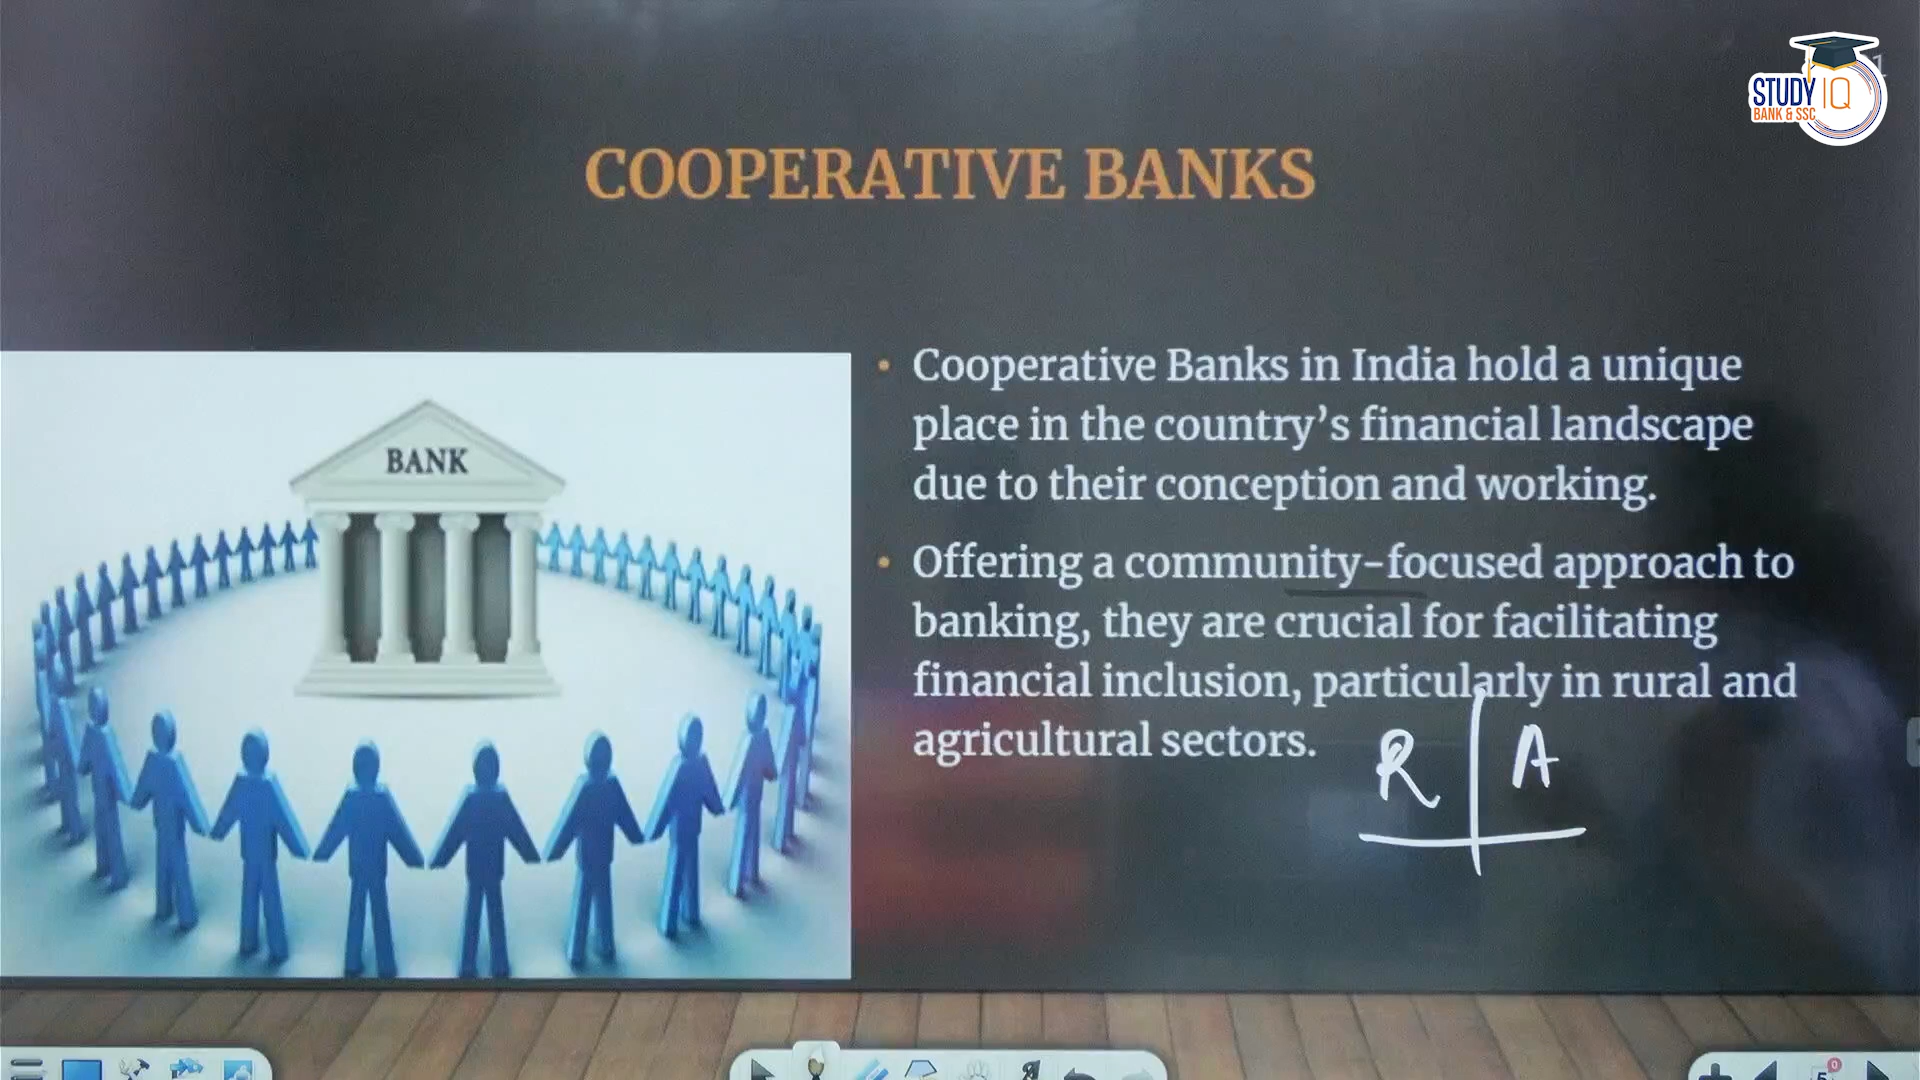 STUDY IQ
BANK & SSC
1
COOPERATIVE BANKS
BANK
• Cooperative Banks in India hold a unique
place in the country’s financial landscape
due to their conception and working.
• Offering a community-focused approach to
banking, they are crucial for facilitating
financial inclusion, particularly in rural and
agricultural sectors.
R A